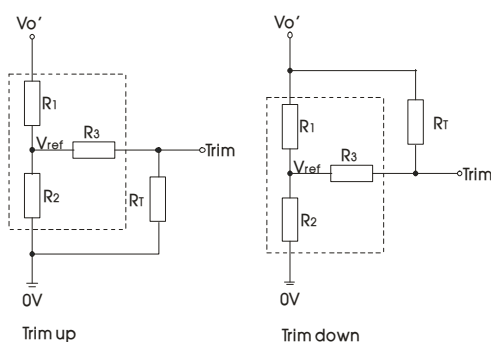 Vo'
R1
Vref
R3
Trim
R2
RT
0V
Trim up
Vo'
R1
RT
Vref
R3
Trim
R2
0V
Trim down